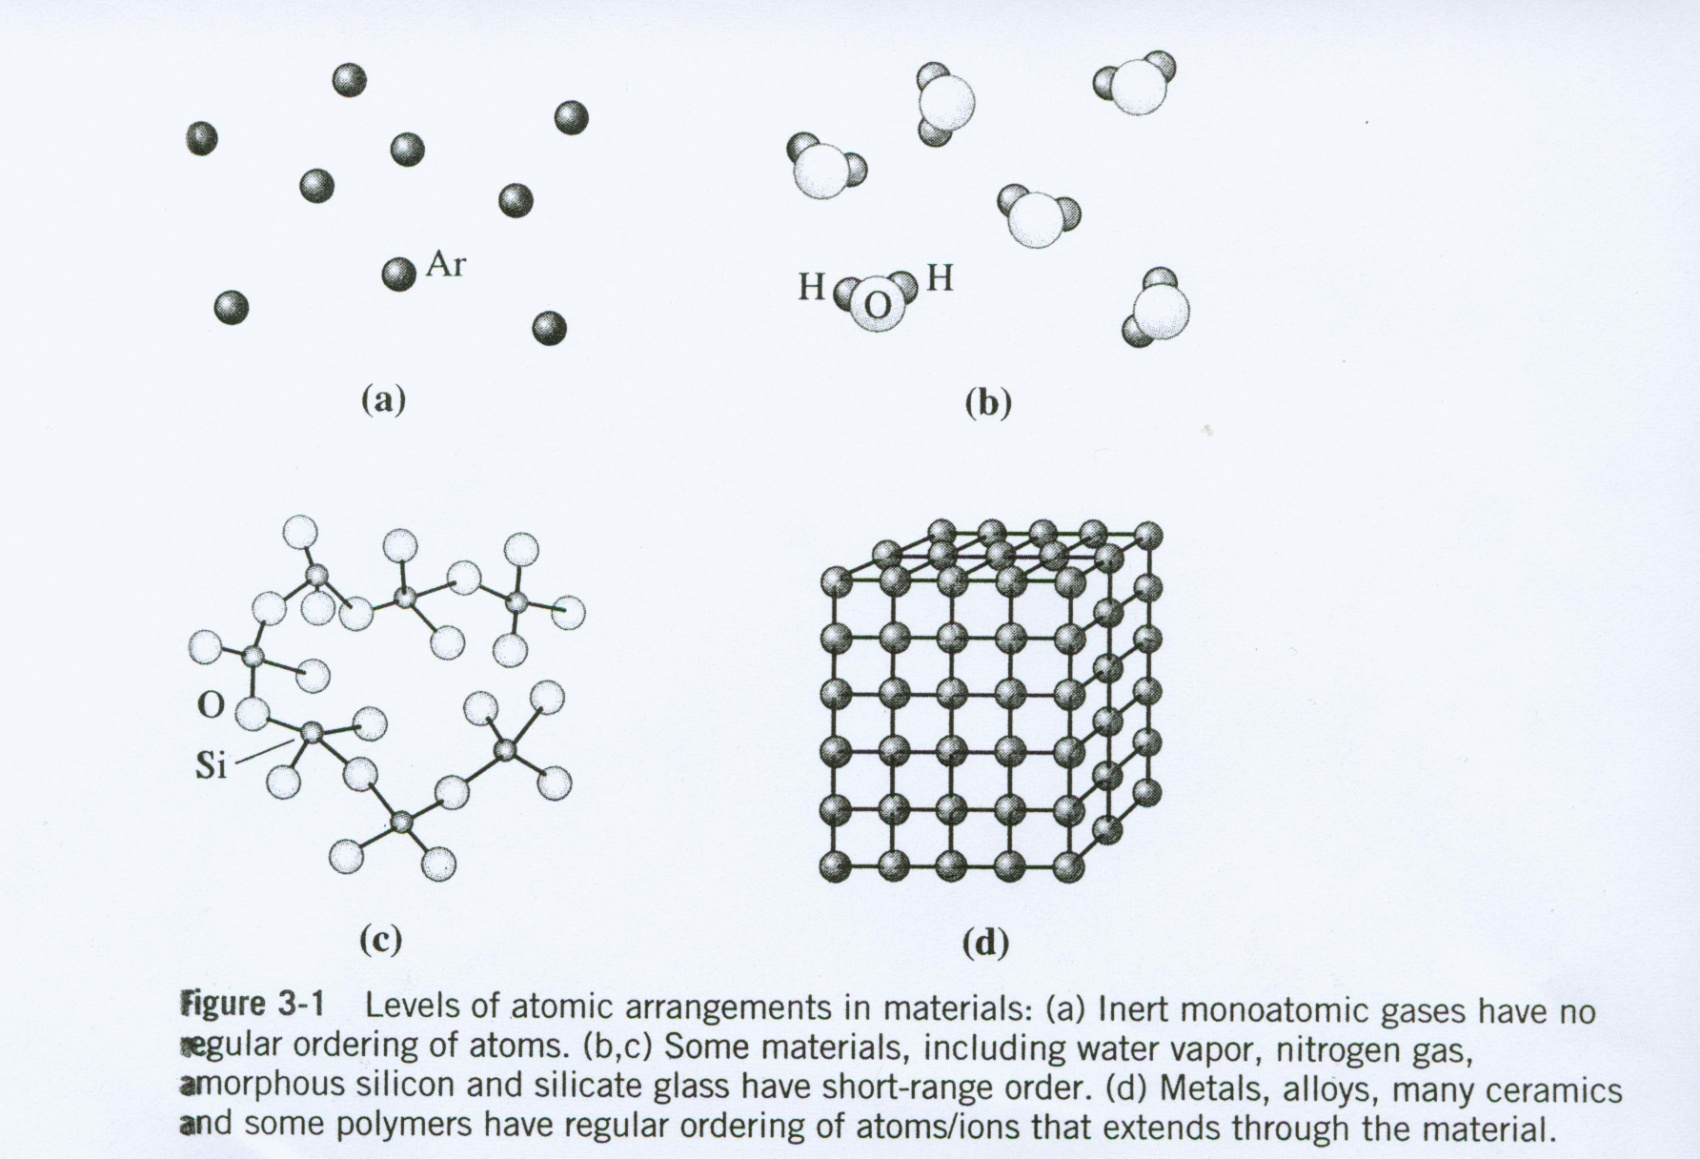 Ar
H
H
O
(a)
(b)
O
Si
(c)
(d)
Figure 3-1 Levels of atomic arrangements in materials: (a) Inert monoatomic gases have no
regular ordering of atoms. (b,c) Some materials, including water vapor, nitrogen gas,
amorphous silicon and silicate glass have short-range order. (d) Metals, alloys, many ceramics
and some polymers have regular ordering of atoms/ions that extends through the material.